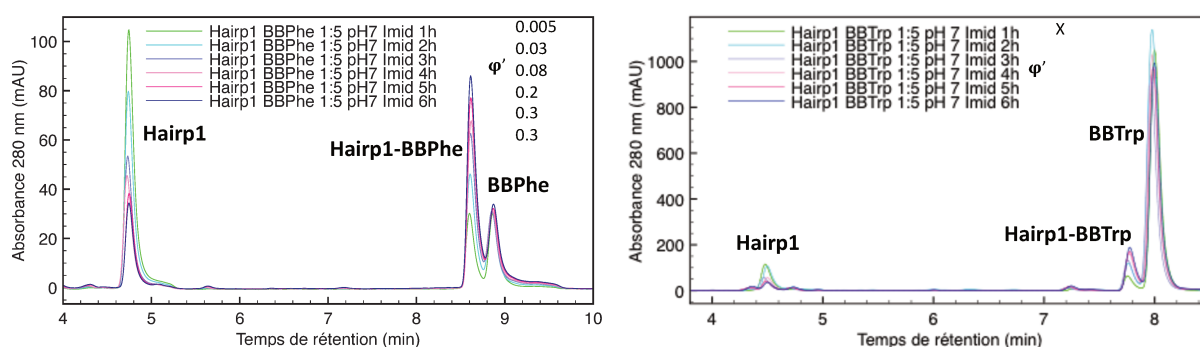 Hairp1 BBPhe 1:5 pH7 Imid 1h
Hairp1 BBPhe 1:5 pH7 Imid 2h
Hairp1 BBPhe 1:5 pH7 Imid 3h
Hairp1 BBPhe 1:5 pH7 Imid 4h
Hairp1 BBPhe 1:5 pH7 Imid 5h
Hairp1 BBPhe 1:5 pH7 Imid 6h
φ’
0.005
0.03
0.08
0.2
0.3
0.3
Hairp1
Hairp1-BBPhe
BBPhe
Absorbance 280 nm (mAU)
100
80
60
40
20
0
4 5 6 7 8 9 10
Temps de rétention (min)
Hairp1 BBTrp 1:5 pH 7 Imid 1h
Hairp1 BBTrp 1:5 pH 7 Imid 2h
Hairp1 BBTrp 1:5 pH 7 Imid 3h
Hairp1 BBTrp 1:5 pH 7 Imid 4h
Hairp1 BBTrp 1:5 pH 7 Imid 5h
Hairp1 BBTrp 1:5 pH 7 Imid 6h
X
φ’
BBTrp
Hairp1-BBTrp
Hairp1
Absorbance 280 nm (mAU)
1000
800
600
400
200
0
4 5 6 7 8
Temps de rétention (min)